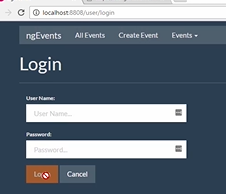 localhost:8808/user/login
ngEvents All Events Create Event Events
Login
User Name:
User Name...
Password:
Password...
Cancel